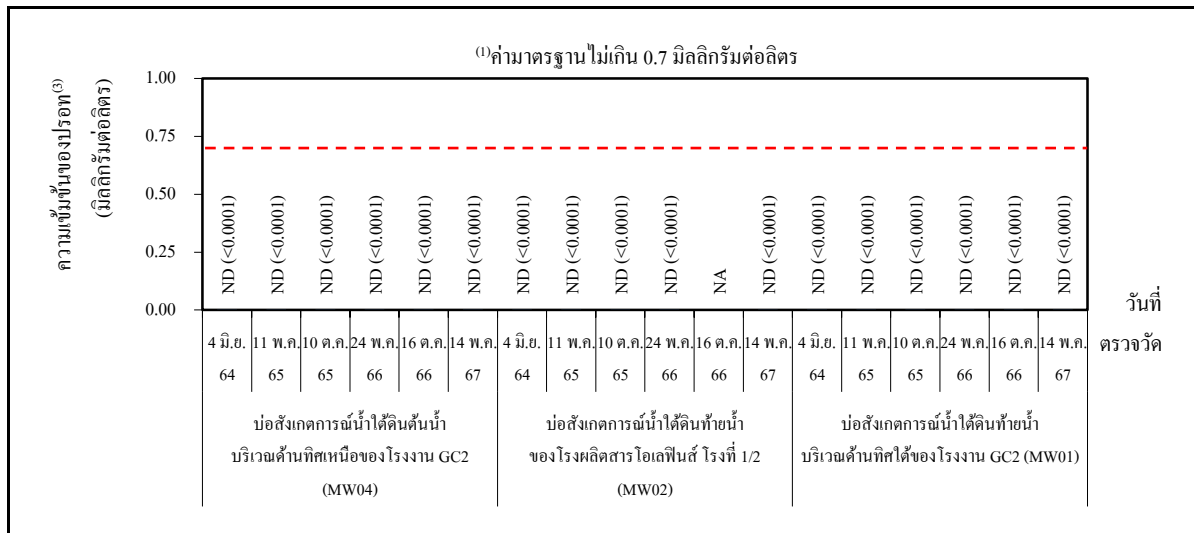 (1)ค่ามาตรฐานไม่เกิน 0.7 มิลลิกรัมต่อลิตร
ความเข้มข้นของปรอท(3)
(มิลลิกรัมต่อลิตร)
1.00
0.75
0.50
0.25
0.00
ND (<0.0001)
ND (<0.0001)
ND (<0.0001)
ND (<0.0001)
ND (<0.0001)
ND (<0.0001)
ND (<0.0001)
ND (<0.0001)
ND (<0.0001)
ND (<0.0001)
NA
ND (<0.0001)
ND (<0.0001)
ND (<0.0001)
ND (<0.0001)
ND (<0.0001)
ND (<0.0001)
ND (<0.0001)
วันที่
ตรวจวัด
4 มิ.ย. 11 พ.ค. 10 ต.ค. 24 พ.ค. 16 ต.ค. 14 พ.ค. 4 มิ.ย. 11 พ.ค. 10 ต.ค. 24 พ.ค. 16 ต.ค. 14 พ.ค. 4 มิ.ย. 11 พ.ค. 10 ต.ค. 24 พ.ค. 16 ต.ค. 14 พ.ค.
64 65 65 66 66 67 64 65 65 66 66 67 64 65 65 66 66 67
บ่อสังเกตการณ์น้ำใต้ดินต้นน้ำ
บริเวณด้านทิศเหนือของโรงงาน GC2
(MW04)
บ่อสังเกตการณ์น้ำใต้ดินท้ายน้ำ
ของโรงผลิตสารโอเลฟินส์ โรงที่ 1/2
(MW02)
บ่อสังเกตการณ์น้ำใต้ดินท้ายน้ำ
บริเวณด้านทิศใต้ของโรงงาน GC2 (MW01)